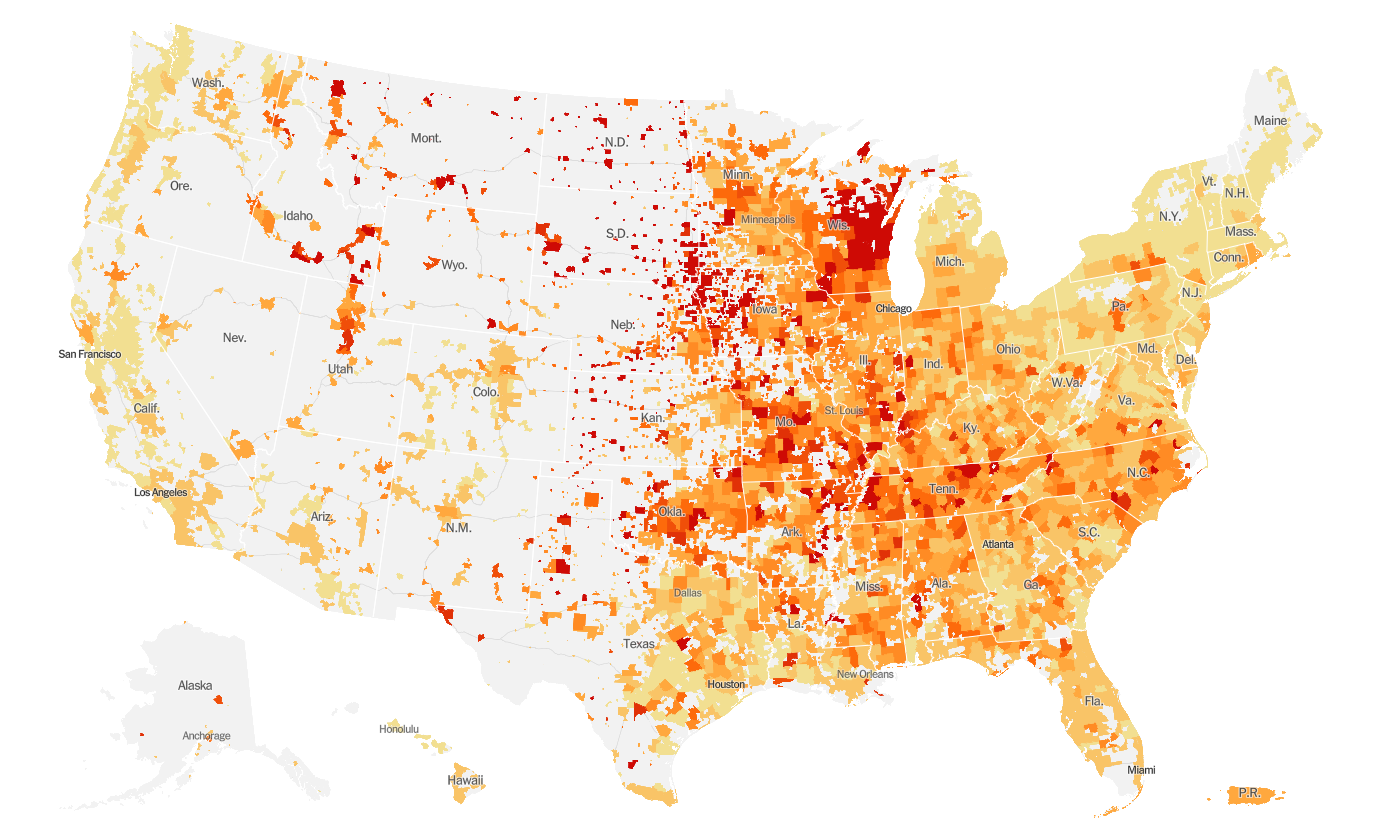 Wash.
Maine
Mont.
N.D.
Minn.
Vt.
N.H.
Ore.
Idaho
Minneapolis
N.Y.
Wis.
S.D.
Mass.
Mich.
Conn.
Wyo.
N.J.
Iowa
Chicago
Pa.
Neb.
Nev.
San Francisco
Ohio
Md.
Del.
Ill.
Ind.
Utah
W.Va.
Colo.
Va.
Calif.
St. Louis
Kan.
Mo.
Ky.
N.C.
Los Angeles
Tenn.
Okla.
Ariz.
N.M.
Ark.
S.C.
Atlanta
Miss.
Ala.
Ga.
Dallas
La.
Texas
New Orleans
Houston
Alaska
Fla.
Honolulu
Anchorage
Miami
Hawaii
P.R.